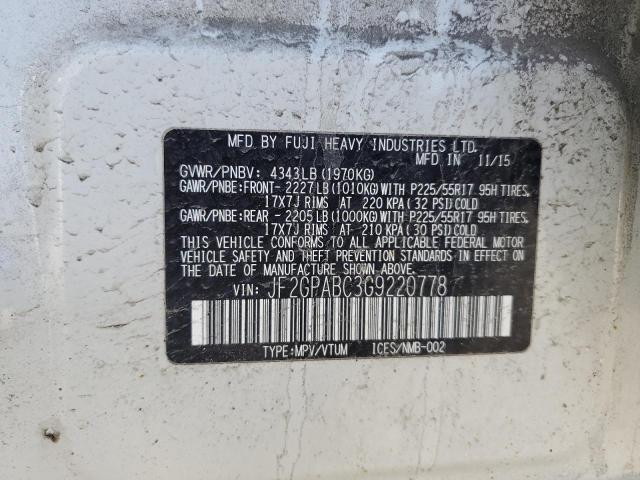 MFD. BY FUJI HEAVY INDUSTRIES LTD.
MFD. IN 11/15
GVWR/PNBV: 4343LB(1970KG)
GAWR/PNBE:FRONT- 2227LB(1010KG)WITH P225/55R17 95H TIRES,
17X7J RIMS AT 220 KPA(32 PSI)COLD
GAWR/PNBE:REAR - 2205LB(1000KG)WITH P225/55R17 95H TIRES,
17X7J RIMS AT 210 KPA(30 PSI)COLD
THIS VEHICLE CONFORMS TO ALL APPLICABLE FEDERAL MOTOR
VEHICLE SAFETY AND THEFT PREVENTION STANDARDS IN EFFECT
ON THE DATE OF MANUFACTURE SHOWN ABOVE.
VIN: JF2GPABC3G9220778
TYPE:MPV/VTUM ICES/NMB-002